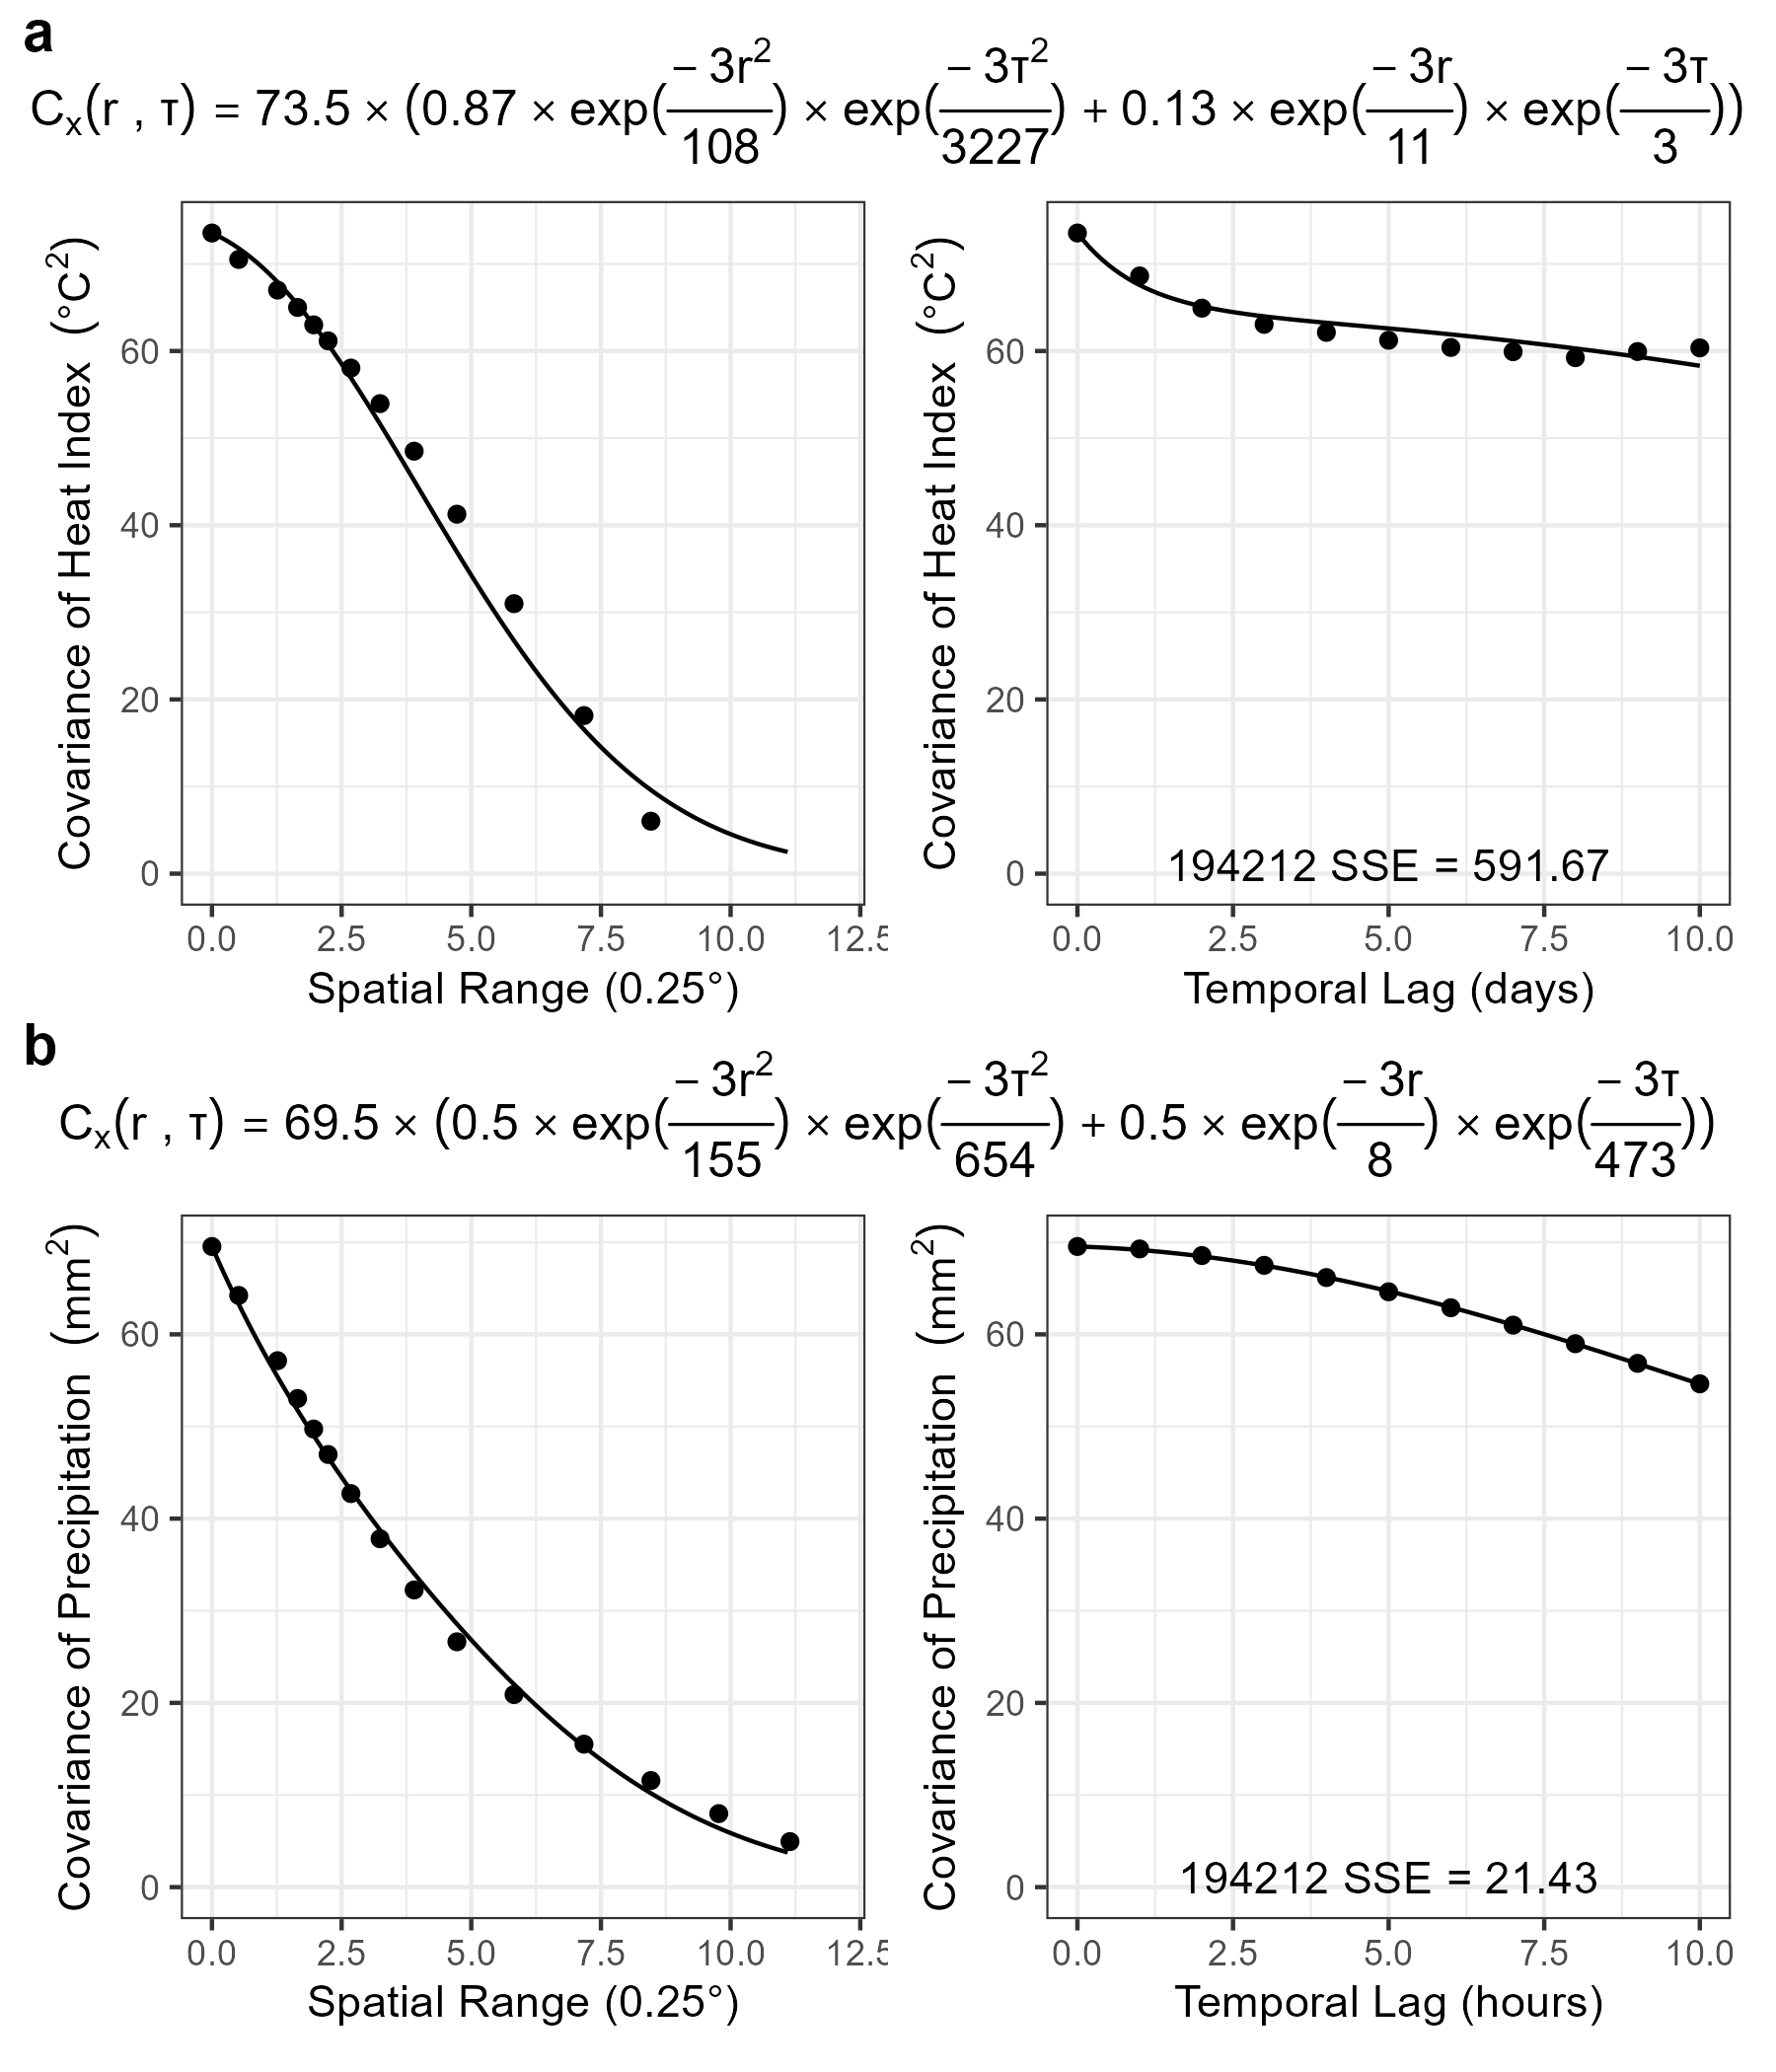 a
Cₓ(r , τ) = 73.5 × (0.87 × exp(− 3r²/108) × exp(− 3τ²/3227) + 0.13 × exp(− 3r/11) × exp(− 3τ/3))
Covariance of Heat Index (°C²)
60
40
20
0
0.0 2.5 5.0 7.5 10.0 12.5
Spatial Range (0.25°)
Covariance of Heat Index (°C²)
60
40
20
0
194212 SSE = 591.67
0.0 2.5 5.0 7.5 10.0
Temporal Lag (days)
b
Cₓ(r , τ) = 69.5 × (0.5 × exp(− 3r²/155) × exp(− 3τ²/654) + 0.5 × exp(− 3r/8) × exp(− 3τ/473))
Covariance of Precipitation (mm²)
60
40
20
0
0.0 2.5 5.0 7.5 10.0 12.5
Spatial Range (0.25°)
Covariance of Precipitation (mm²)
60
40
20
0
194212 SSE = 21.43
0.0 2.5 5.0 7.5 10.0
Temporal Lag (hours)